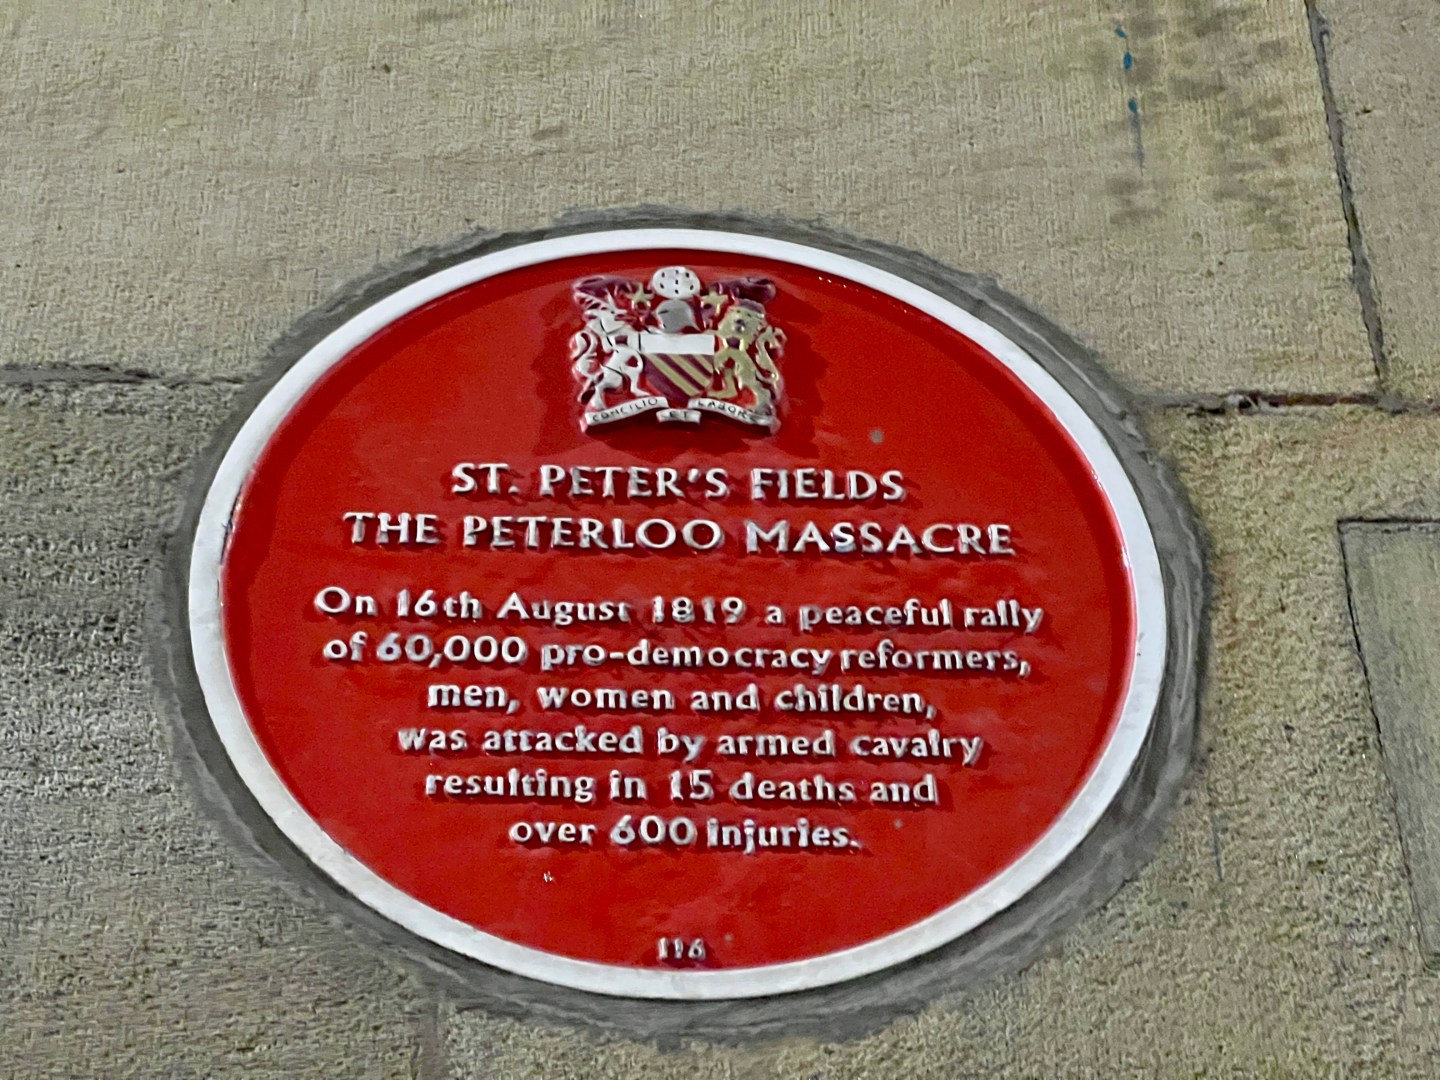 CONCILIO ET LABORE
ST. PETER'S FIELDS
THE PETERLOO MASSACRE
On 16th August 1819 a peaceful rally
of 60,000 pro-democracy reformers,
men, women and children,
was attacked by armed cavalry
resulting in 15 deaths and
over 600 injuries.
116